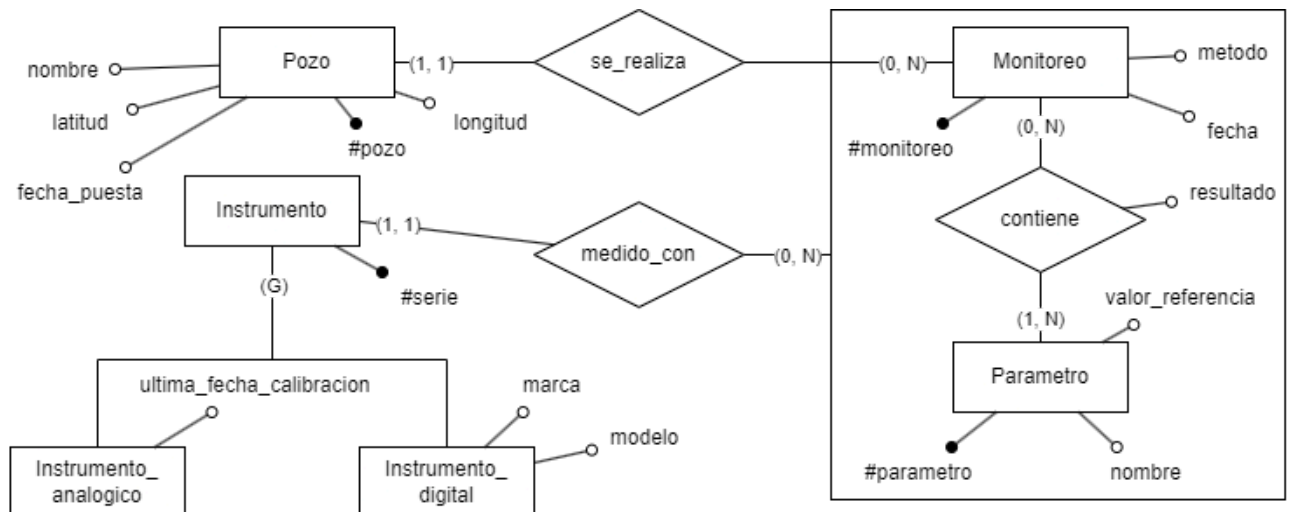 Pozo
(1, 1)
se_realiza
(0, N)
Monitoreo
metodo
nombre
latitud
longitud
#pozo
fecha_puesta
#monitoreo
(0, N)
fecha
Instrumento
(1, 1)
#serie
(G)
medido_con
(0, N)
contiene
resultado
(1, N)
valor_referencia
Parametro
#parametro
nombre
ultima_fecha_calibracion
marca
modelo
Instrumento_
analogico
Instrumento_
digital